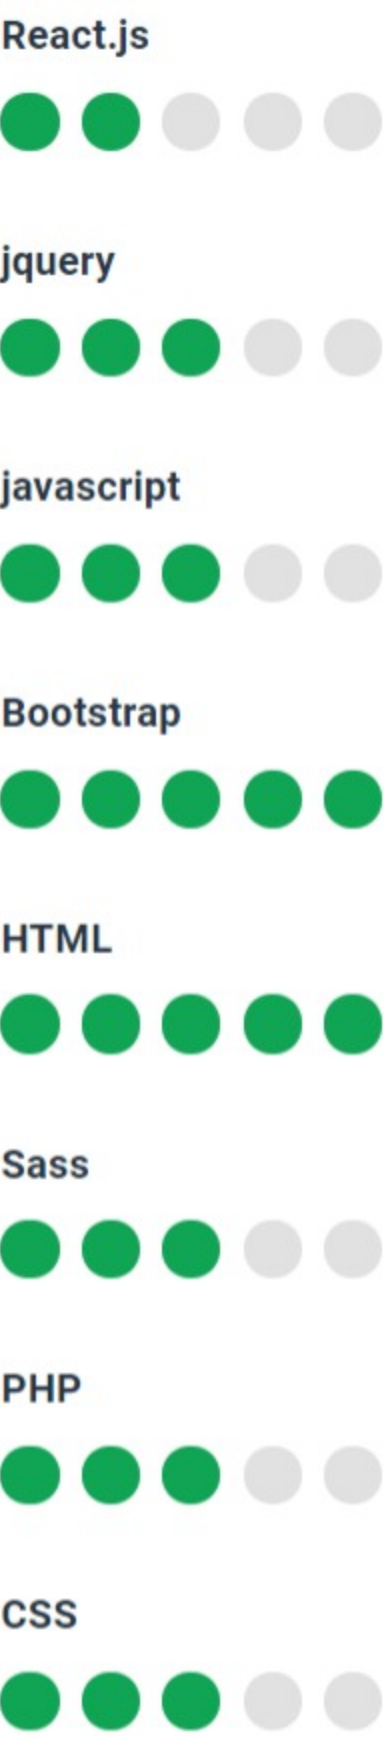 React.js
jquery
javascript
Bootstrap
HTML
Sass
PHP
CSS